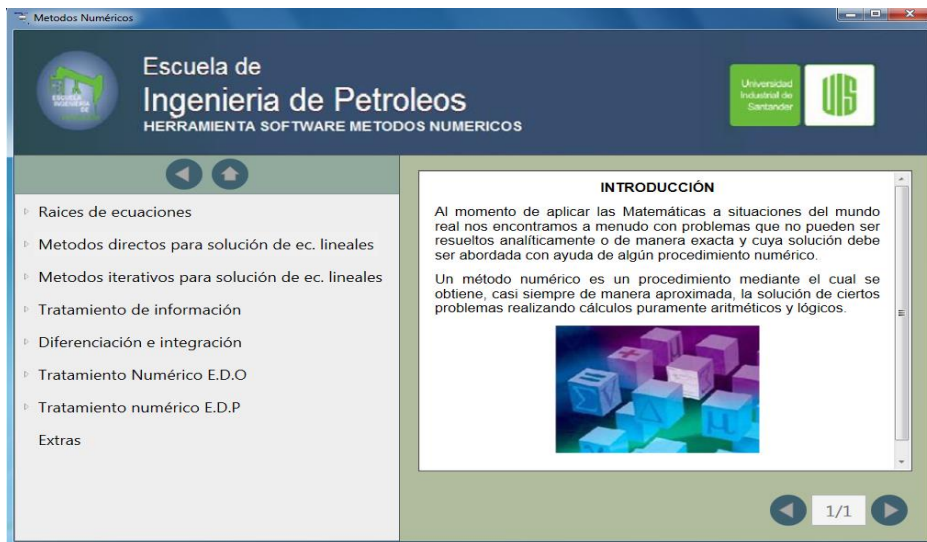 Metodos Numéricos
Escuela de
Ingenieria de Petroleos
HERRAMIENTA SOFTWARE METODOS NUMERICOS
ESCUELA
INGENIERÍA
DE
PETROLEOS
Universidad
Industrial de
Santander
UIS
Raices de ecuaciones
Metodos directos para solución de ec. lineales
Metodos iterativos para solución de ec. lineales
Tratamiento de información
Diferenciación e integración
Tratamiento Numérico E.D.O
Tratamiento numérico E.D.P
Extras
INTRODUCCIÓN
Al momento de aplicar las Matemáticas a situaciones del mundo
real nos encontramos a menudo con problemas que no pueden ser
resueltos analíticamente o de manera exacta y cuya solución debe
ser abordada con ayuda de algún procedimiento numérico.
Un método numérico es un procedimiento mediante el cual se
obtiene, casi siempre de manera aproximada, la solución de ciertos
problemas realizando cálculos puramente aritméticos y lógicos.
1/1